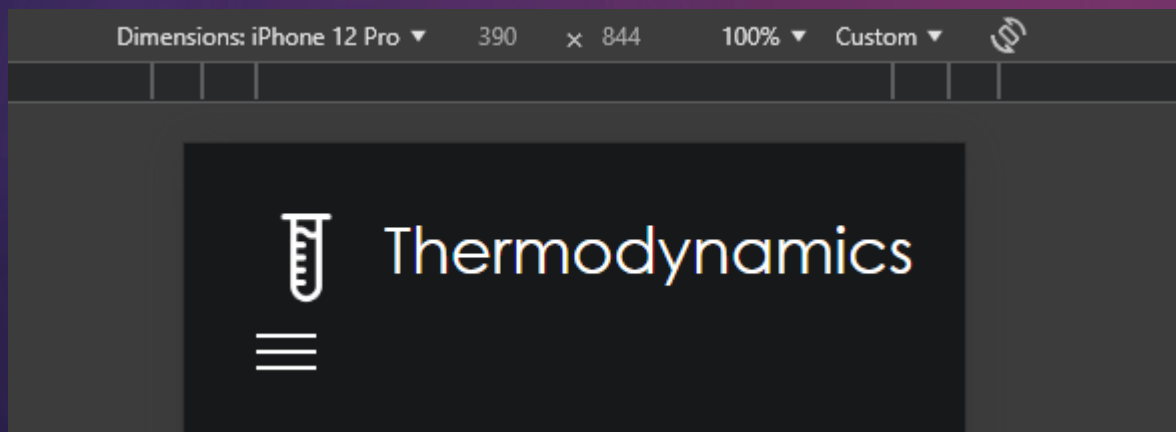 Dimensions: iPhone 12 Pro 390 × 844 100% Custom
Thermodynamics